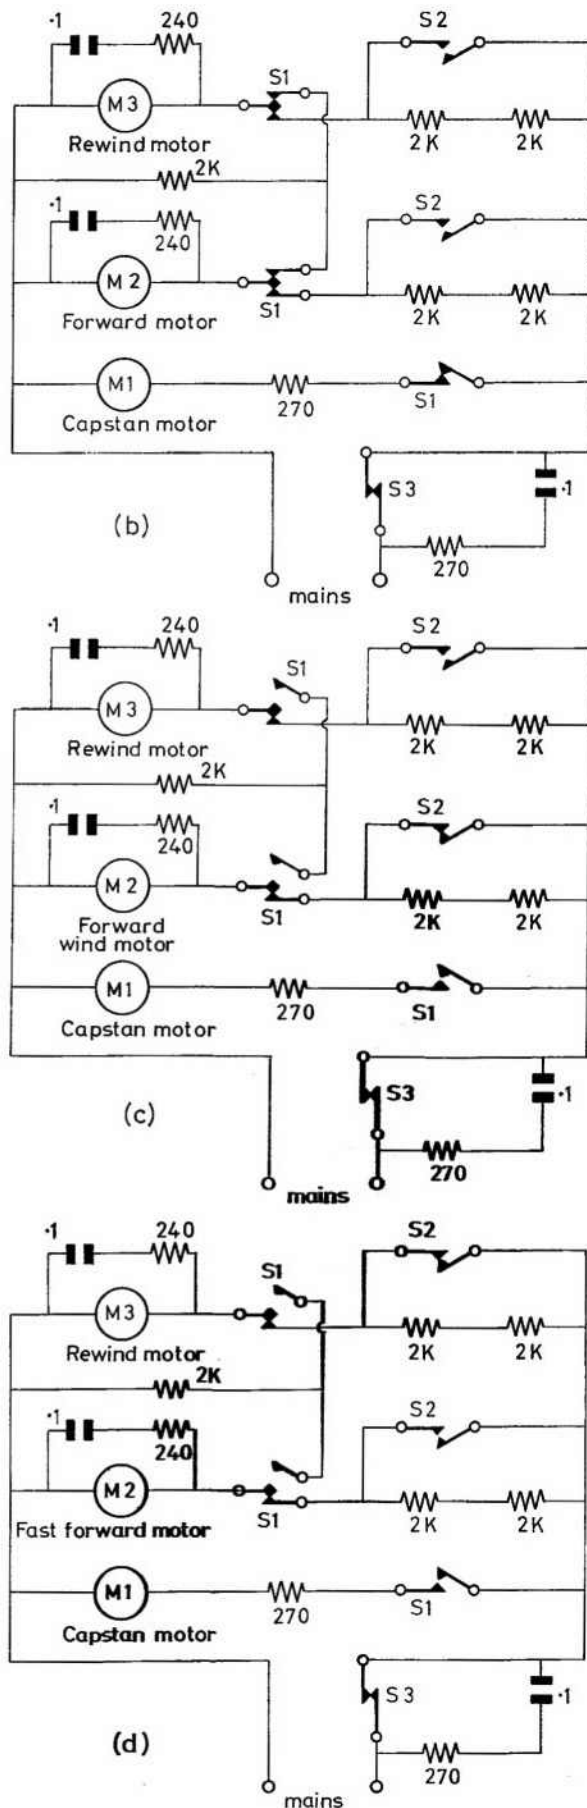 ·1 240 S2
S1
M3
Rewind motor 2K 2K
2K
·1 S2
240
M2
Forward motor S1 2K 2K
M1
270 S1
Capstan motor
S3 ·1
(b)
270
mains
·1 240 S2
S1
M3
Rewind motor 2K 2K
2K
·1 S2
240
M2
Forward S1 2K 2K
wind motor
M1
270 S1
Capstan motor
S3 ·1
(c)
270
mains
·1 240 S2
S1
M3
Rewind motor 2K 2K
2K
·1 S2
240
M2
Fast forward motor S1 2K 2K
M1
270 S1
Capstan motor
S3 ·1
(d)
270
mains